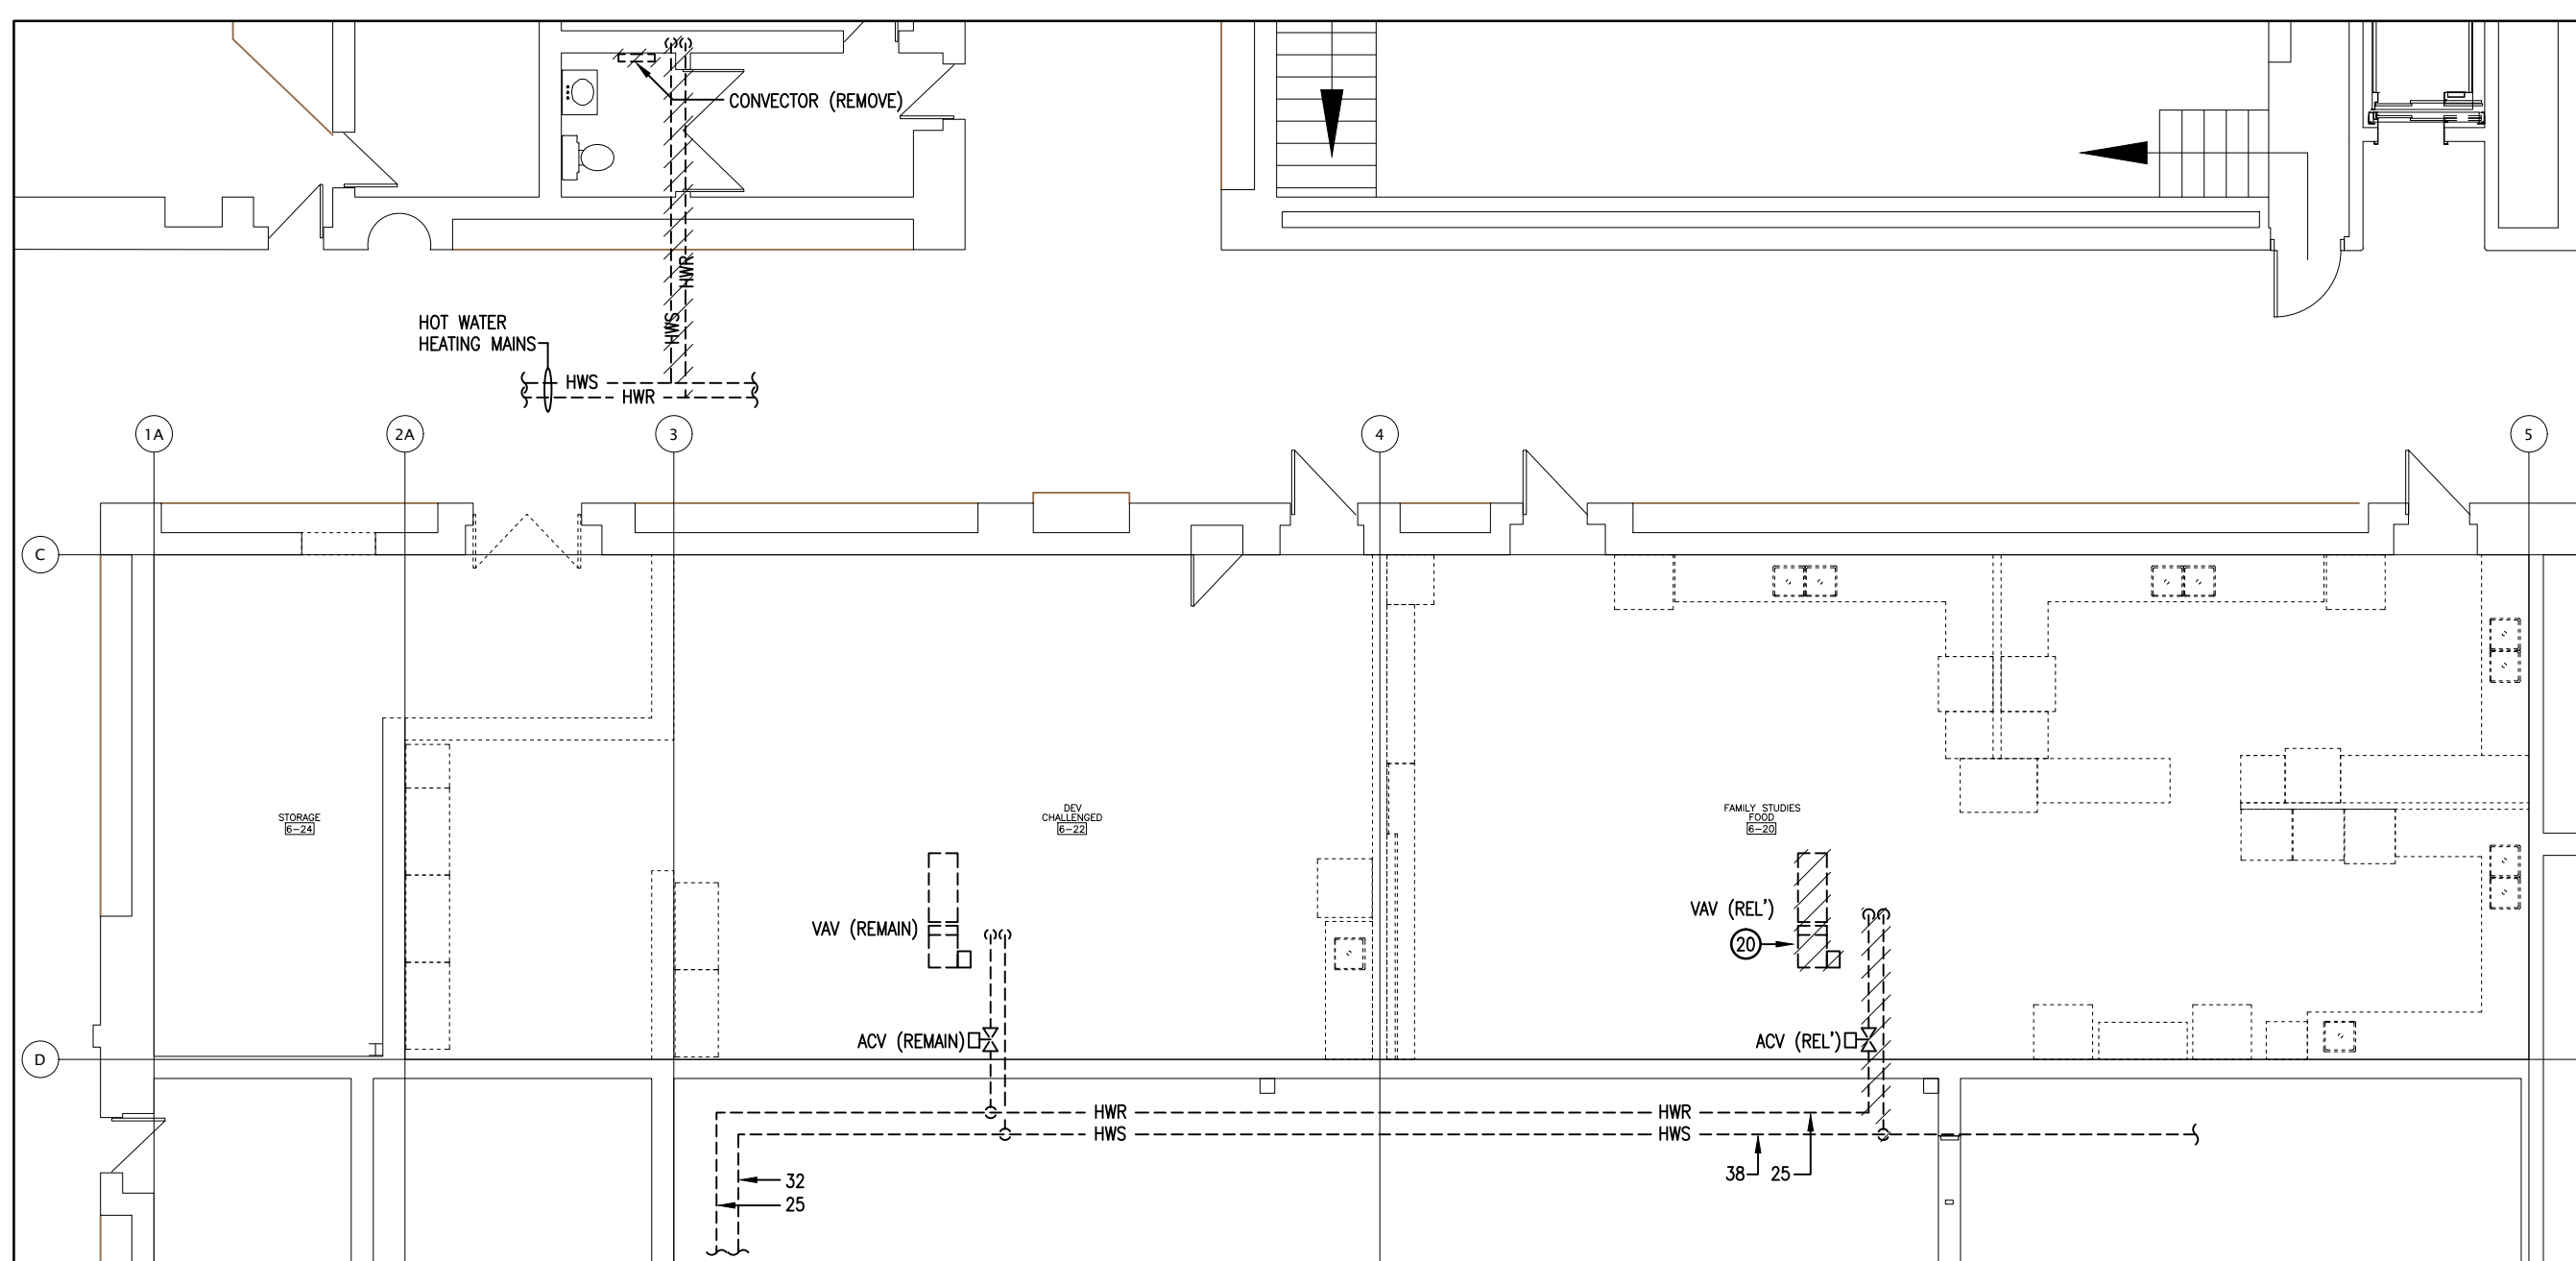 CONVECTOR (REMOVE)
HWR
HWS
HOT WATER
HEATING MAINS
HWS
HWR
1A
2A
3
4
5
C
STORAGE
6-24
DEV
CHALLENGED
6-22
FAMILY STUDIES
FOOD
6-20
VAV (REMAIN)
VAV (REL')
20
ACV (REMAIN)
ACV (REL')
D
HWR
HWR
HWS
HWS
38
25
32
25